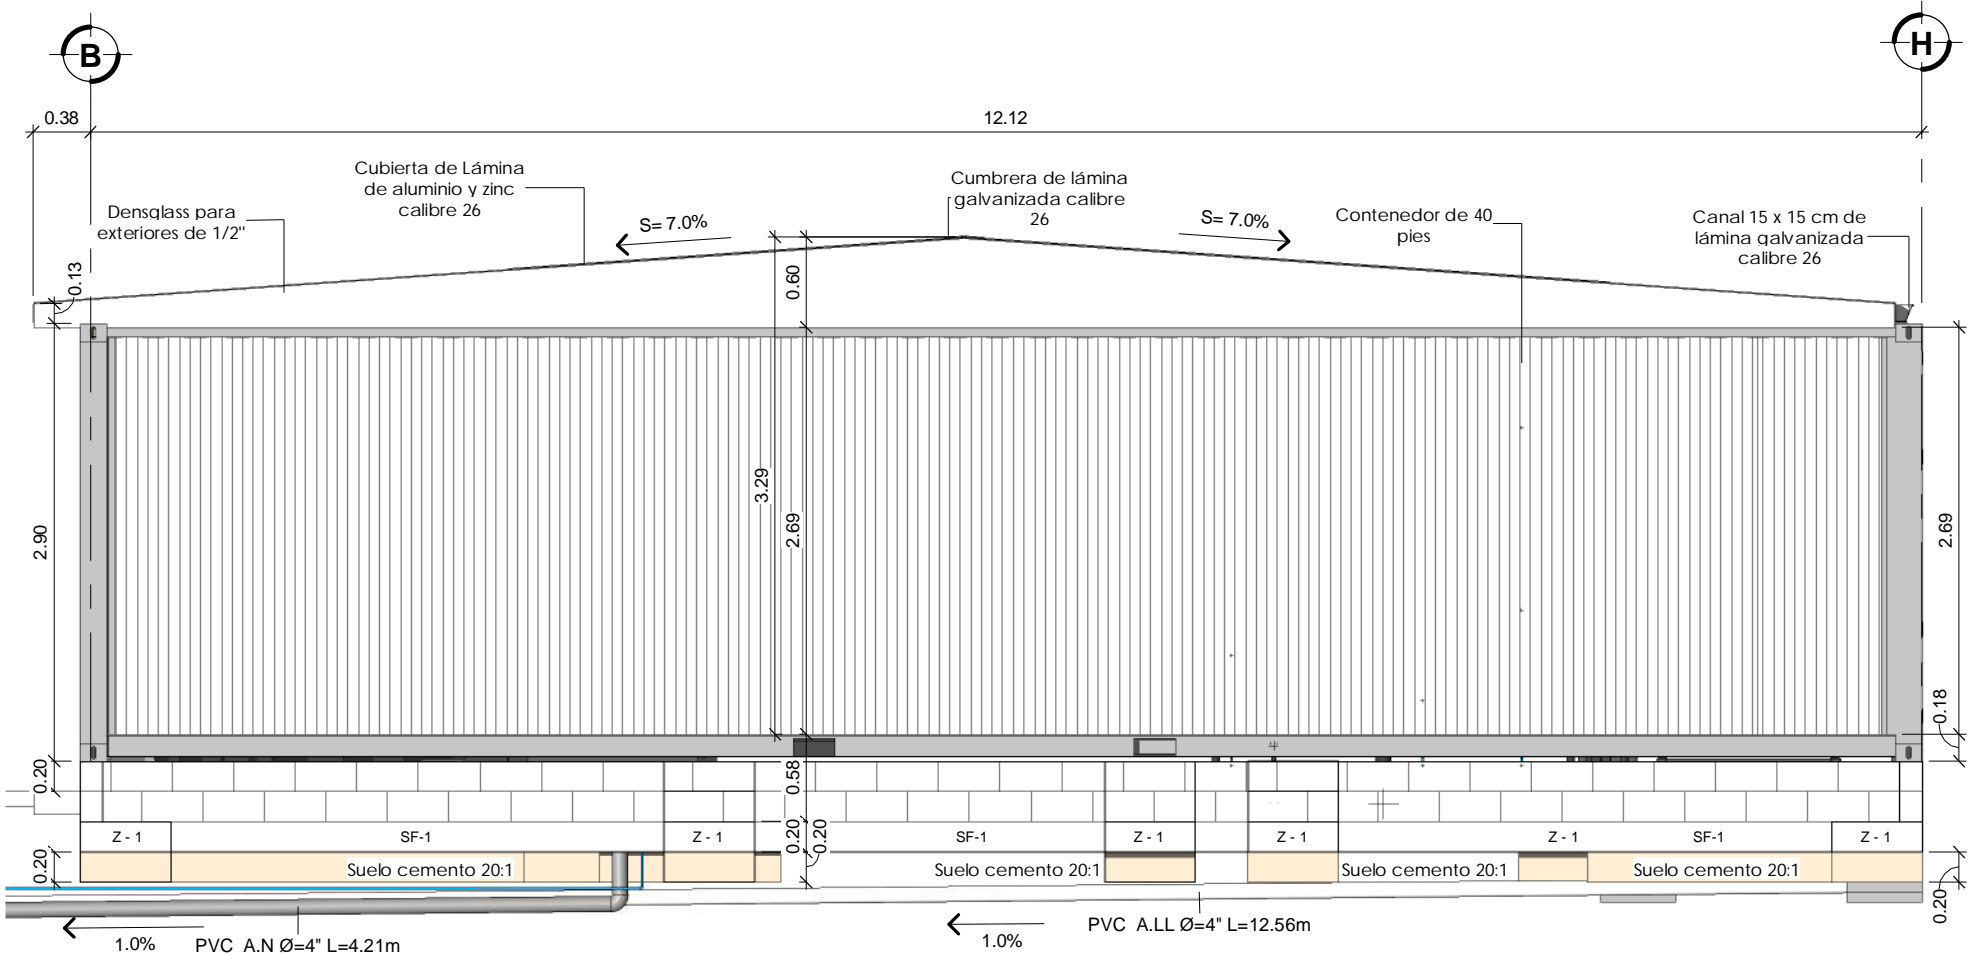 B
H
0.38
12.12
Cubierta de Lámina
de aluminio y zinc
calibre 26
Cumbrera de lámina
galvanizada calibre
26
Densglass para
exteriores de 1/2"
S= 7.0%
S= 7.0%
Contenedor de 40
pies
Canal 15 x 15 cm de
lámina galvanizada
calibre 26
0.13
0.60
3.29
2.69
2.90
2.69
0.18
0.20
0.58
Z - 1
SF-1
Z - 1
0.20
0.20
SF-1
Z - 1
Z - 1
Z - 1
SF-1
Z - 1
0.20
Suelo cemento 20:1
Suelo cemento 20:1
Suelo cemento 20:1
Suelo cemento 20:1
0.20
1.0%
PVC A.N Ø=4" L=4.21m
1.0%
PVC A.LL Ø=4" L=12.56m